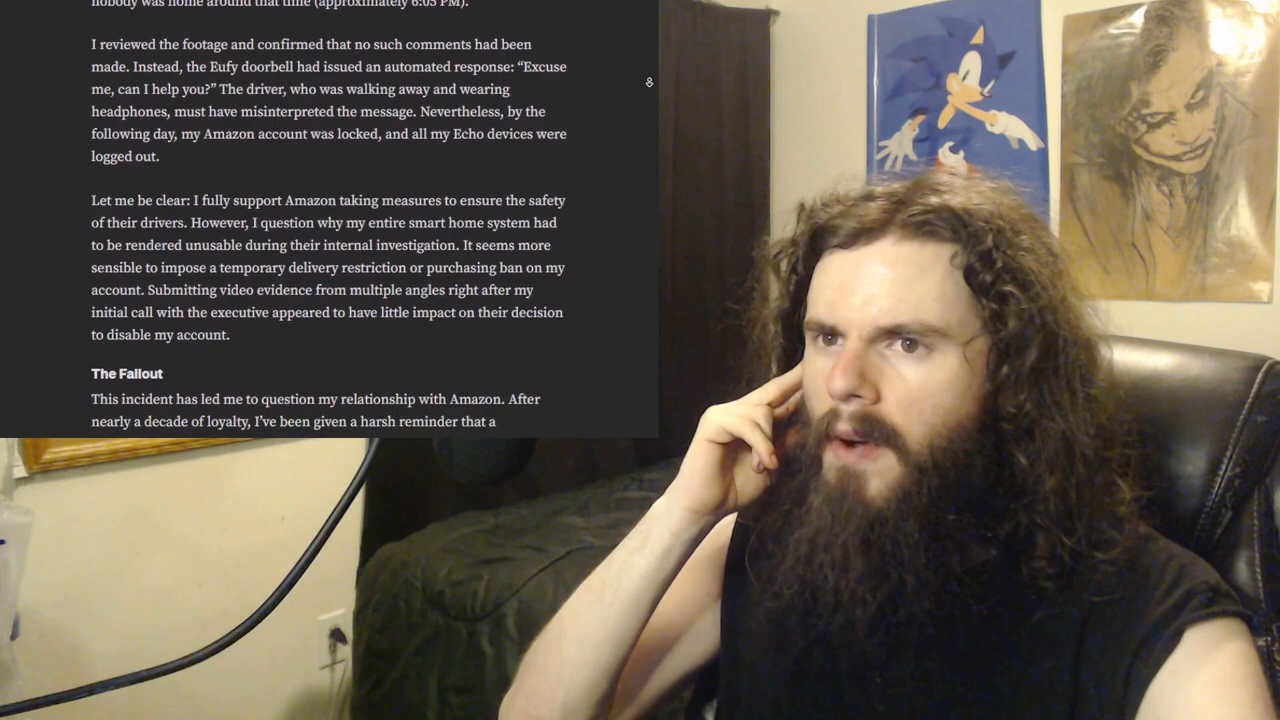 nobody was home around that time (approximately 6:05 PM).
I reviewed the footage and confirmed that no such comments had been
made. Instead, the Eufy doorbell had issued an automated response: “Excuse
me, can I help you?” The driver, who was walking away and wearing
headphones, must have misinterpreted the message. Nevertheless, by the
following day, my Amazon account was locked, and all my Echo devices were
logged out.
Let me be clear: I fully support Amazon taking measures to ensure the safety
of their drivers. However, I question why my entire smart home system had
to be rendered unusable during their internal investigation. It seems more
sensible to impose a temporary delivery restriction or purchasing ban on my
account. Submitting video evidence from multiple angles right after my
initial call with the executive appeared to have little impact on their decision
to disable my account.
The Fallout
This incident has led me to question my relationship with Amazon. After
nearly a decade of loyalty, I’ve been given a harsh reminder that a